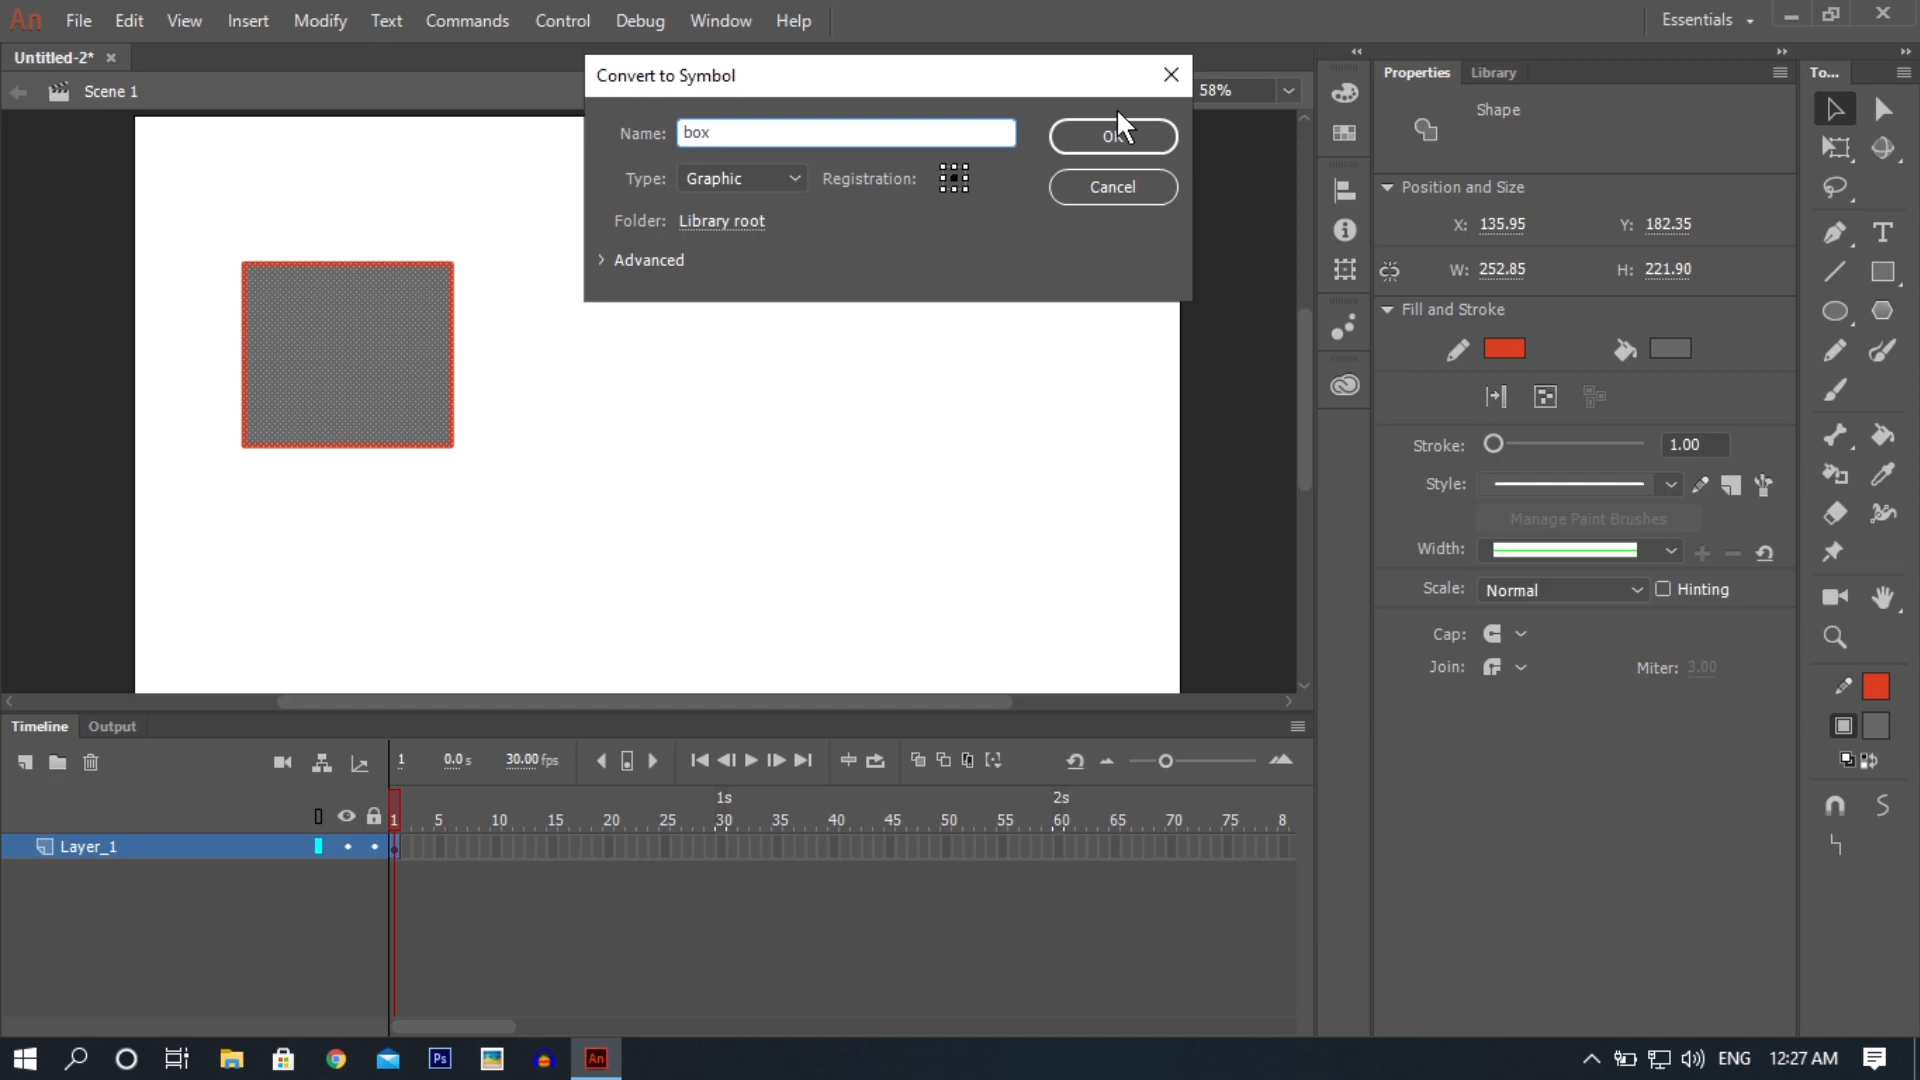 An File Edit View Insert Modify Text Commands Control Debug Window Help
Essentials
Untitled-2*
Scene 1
58%
Convert to Symbol
Name: box
OK
Type: Graphic Registration:
Cancel
Folder: Library root
Advanced
Properties Library
To...
Shape
Position and Size
X: 135.95 Y: 182.35
W: 252.85 H: 221.90
Fill and Stroke
Stroke: 1.00
Style:
Manage Paint Brushes
Width:
Scale: Normal Hinting
Cap:
Join: Miter: 3.00
Timeline Output
1 0.0 s 30.00 fps
1s 2s
1 5 10 15 20 25 30 35 40 45 50 55 60 65 70 75 8
Layer_1
Ps An ENG 12:27 AM